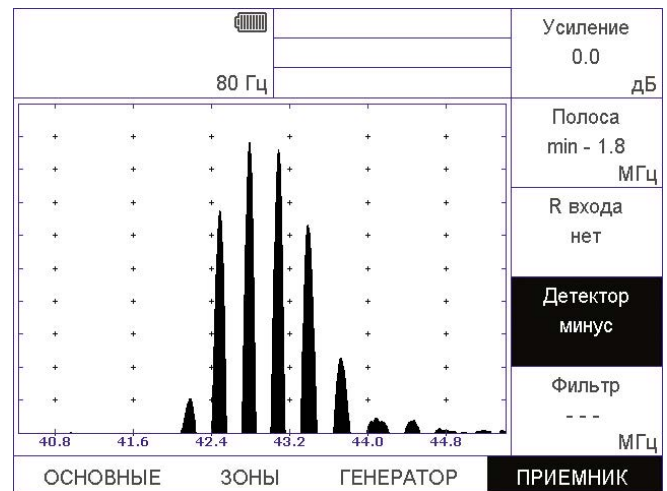 80 Гц
Усиление
0.0
дБ
Полоса
min - 1.8
МГц
R входа
нет
Детектор
минус
Фильтр
- - -
МГц
40.8 41.6 42.4 43.2 44.0 44.8
ОСНОВНЫЕ ЗОНЫ ГЕНЕРАТОР ПРИЕМНИК